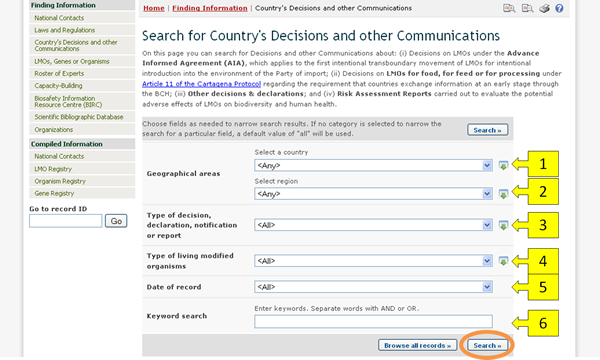 Finding Information
National Contacts
Laws and Regulations
Country's Decisions and other
Communications
LMOs, Genes or Organisms
Roster of Experts
Capacity-Building
Biosafety Information
Resource Centre (BIRC)
Scientific Bibliographic Database
Organizations
Compiled Information
National Contacts
LMO Registry
Organism Registry
Gene Registry
Go to record ID
Go
Home | Finding Information | Country's Decisions and other Communications
Search for Country's Decisions and other Communications
On this page you can search for Decisions and other Communications about: (i) Decisions on LMOs under the Advance
Informed Agreement (AIA), which applies to the first intentional transboundary movement of LMOs for intentional
introduction into the environment of the Party of import; (ii) Decision on LMOs for food, for feed or for processing under
Article 11 of the Cartagena Protocol regarding the requirement that countries exchange information at an early stage through
the BCH; (iii) Other decisions & declarations; and (iv) Risk Assessment Reports carried out to evaluate the potential
adverse effects of LMOs on biodiversity and human health.
Choose fields as needed to narrow search results. If no category is selected to narrow the
search for a particular field, a default value of "all" will be used.
Search »
Geographical areas
Select a country
<Any>
1
Select region
<Any>
2
Type of decision,
declaration, notification
or report
<All>
3
Type of living modified
organisms
<All>
4
Date of record
<All>
5
Keyword search
Enter keywords. Separate words with AND or OR.
6
Browse all records »
Search »